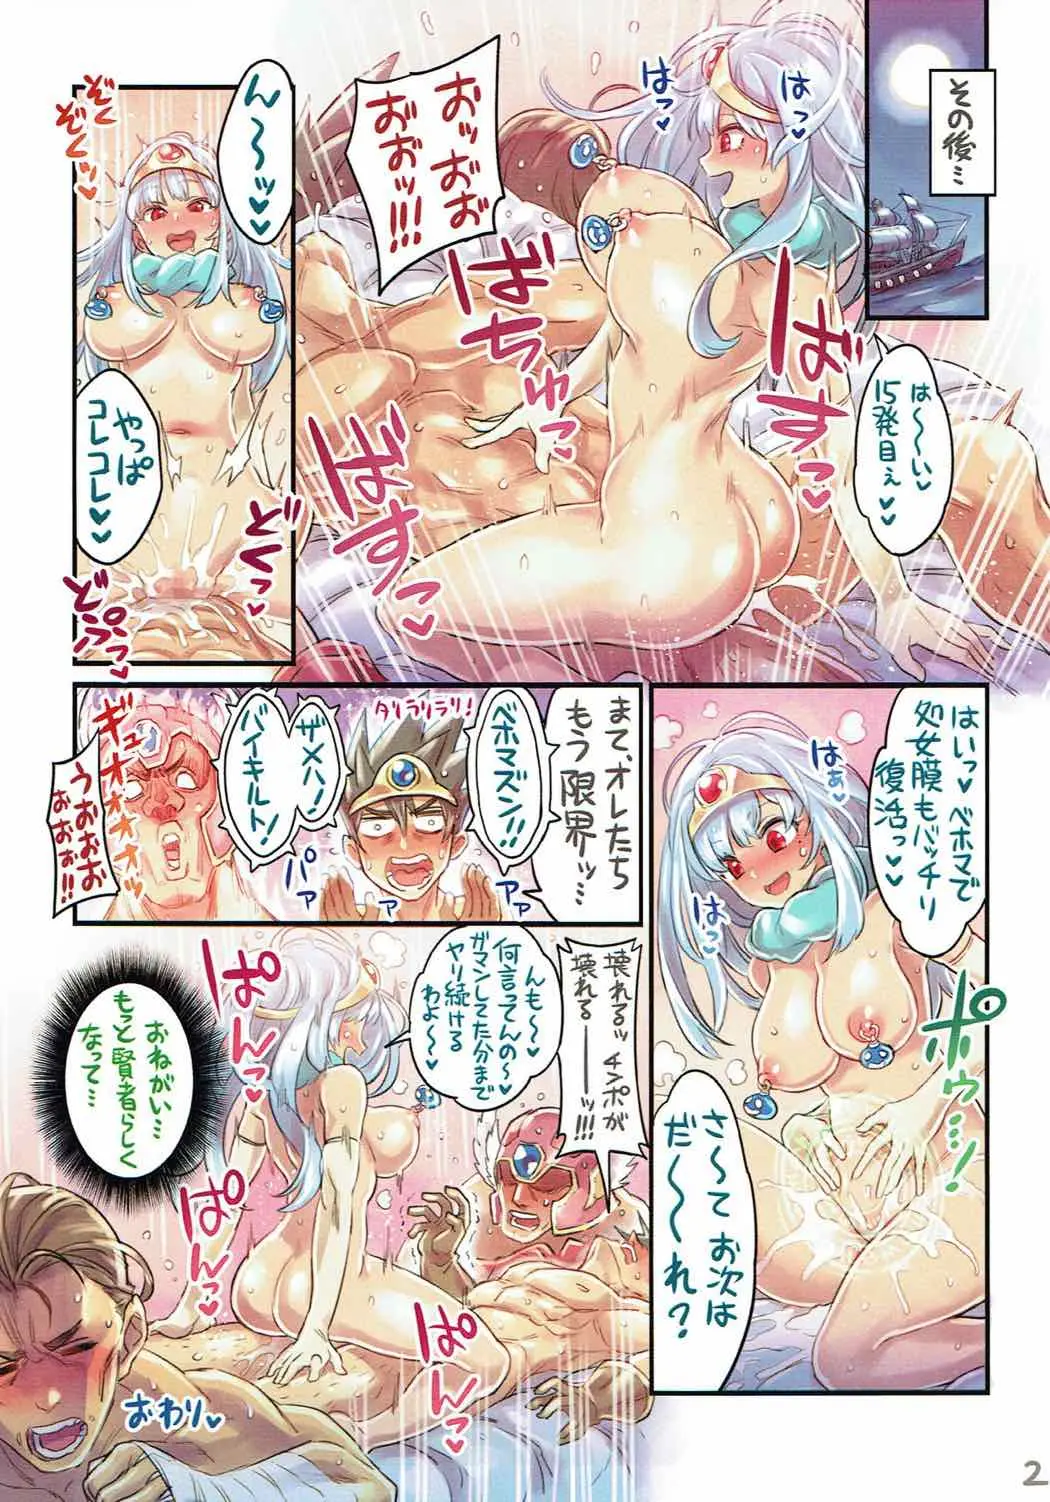 その後…
は～～い
15発目ぇ
はっ
はっ
おッおお
おぉッ!!!
ばすっ
ばちゅっ
ばすっ
ん～～ッ
ぞくぞくっ
やっぱ
コレコレ
どくっ
どぷっ
はいっ ベホマで
処女膜もバッチリ
復活っ
はぁっ
はっ
ポゥ…!
さ～て お次は
だ～～れ?
まて、オレたち
もう限界ッ…
ベホマズン!!
タリラリラリ!
ザメハ!
バイキルト!
パァ
アァ
ギュオオオオッ
うおおお
おぉぉ!!!
壊れるッ チンポが
壊れるーーッ!!!
んも～～
何言ってんの～
ガマンしてた分まで
ヤリ続ける
わよ～
ぱんっ
ぱんっ
ぱんっ
おねがい…
もっと賢者らしく
なって…
おわり
2